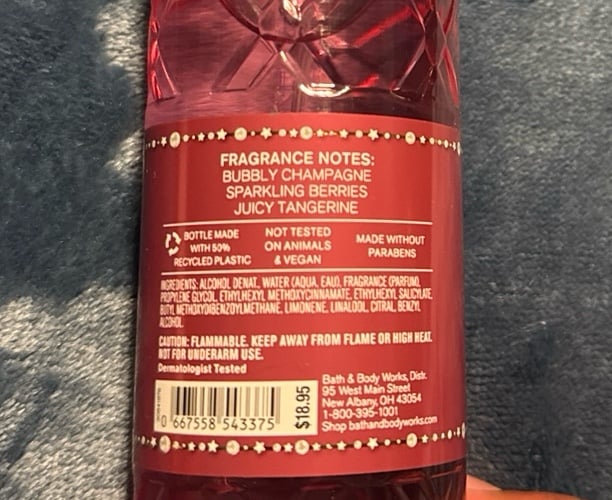 FRAGRANCE NOTES:
BUBBLY CHAMPAGNE
SPARKLING BERRIES
JUICY TANGERINE
BOTTLE MADE
WITH 50%
RECYCLED PLASTIC
NOT TESTED
ON ANIMALS
& VEGAN
MADE WITHOUT
PARABENS
INGREDIENTS: ALCOHOL DENAT., WATER (AQUA, EAU), FRAGRANCE (PARFUM),
PROPYLENE GLYCOL, ETHYLHEXYL METHOXYCINNAMATE, ETHYLHEXYL SALICYLATE,
BUTYL METHOXYDIBENZOYLMETHANE, LIMONENE, LINALOOL, CITRAL, BENZYL
ALCOHOL.
CAUTION: FLAMMABLE. KEEP AWAY FROM FLAME OR HIGH HEAT.
NOT FOR UNDERARM USE.
Dermatologist Tested
0 667558 543375
$18.95
Bath & Body Works, Distr.
95 West Main Street
New Albany, OH 43054
1-800-395-1001
Shop bathandbodyworks.com